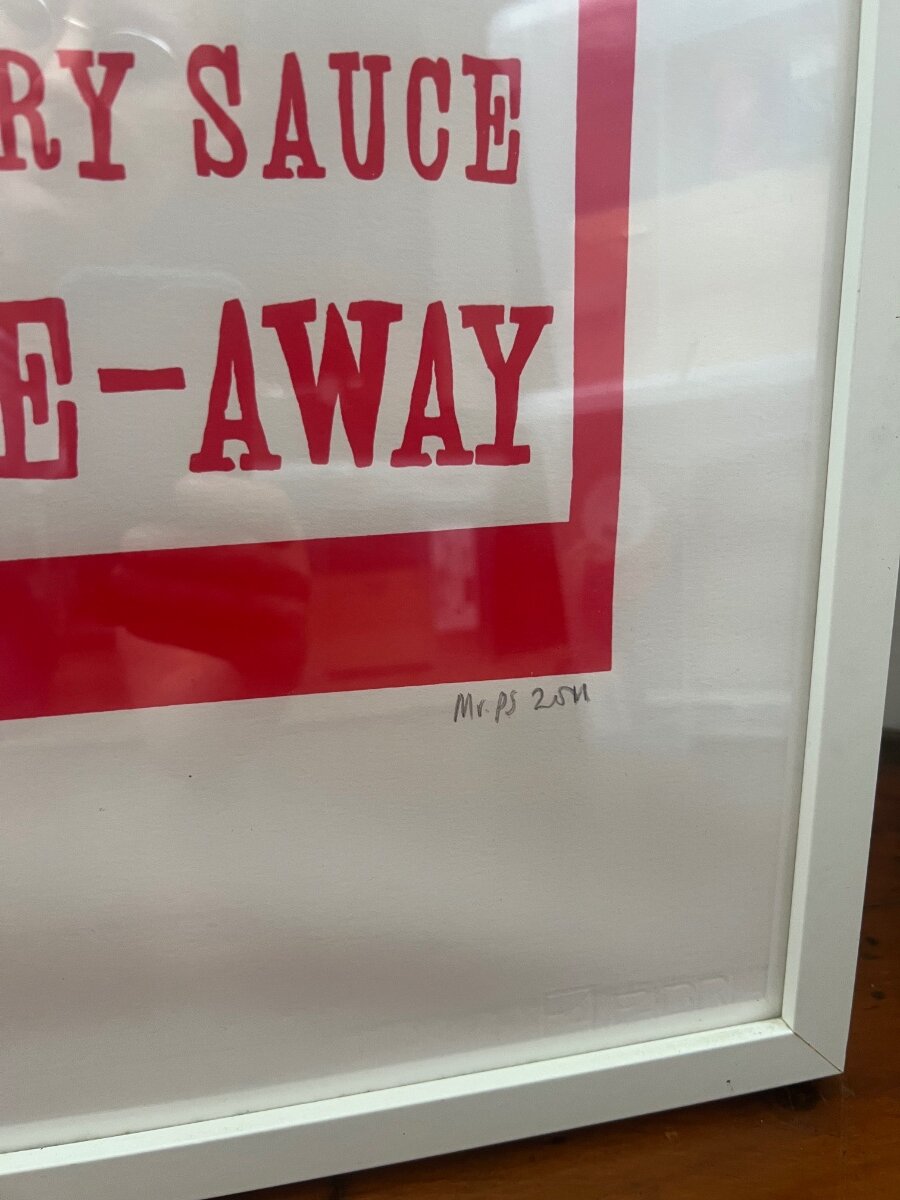 RY SAUCE
E-AWAY
Mr. PS 2011